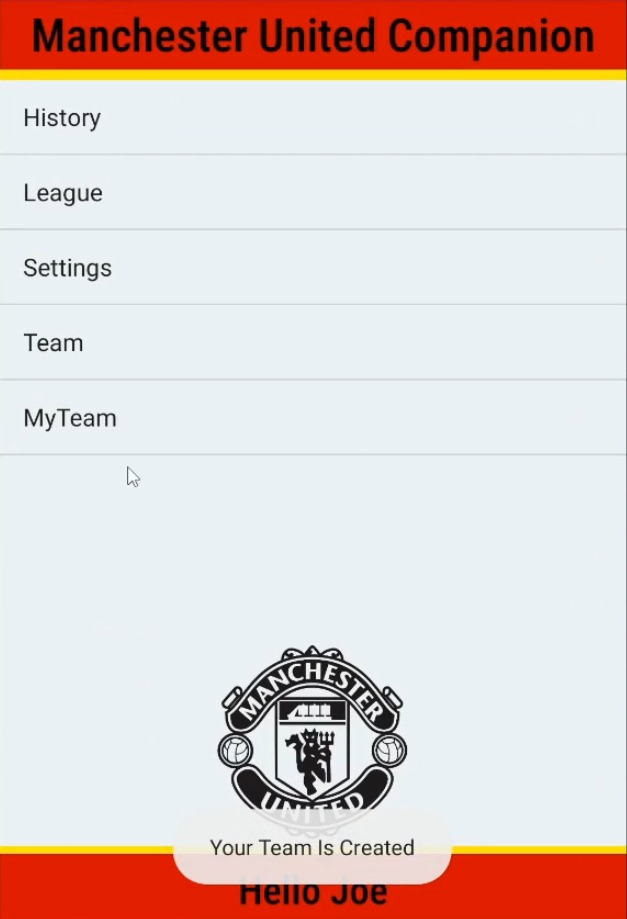 Manchester United Companion
History
League
Settings
Team
MyTeam
MANCHESTER
UNITED
Your Team Is Created
Hello Joe